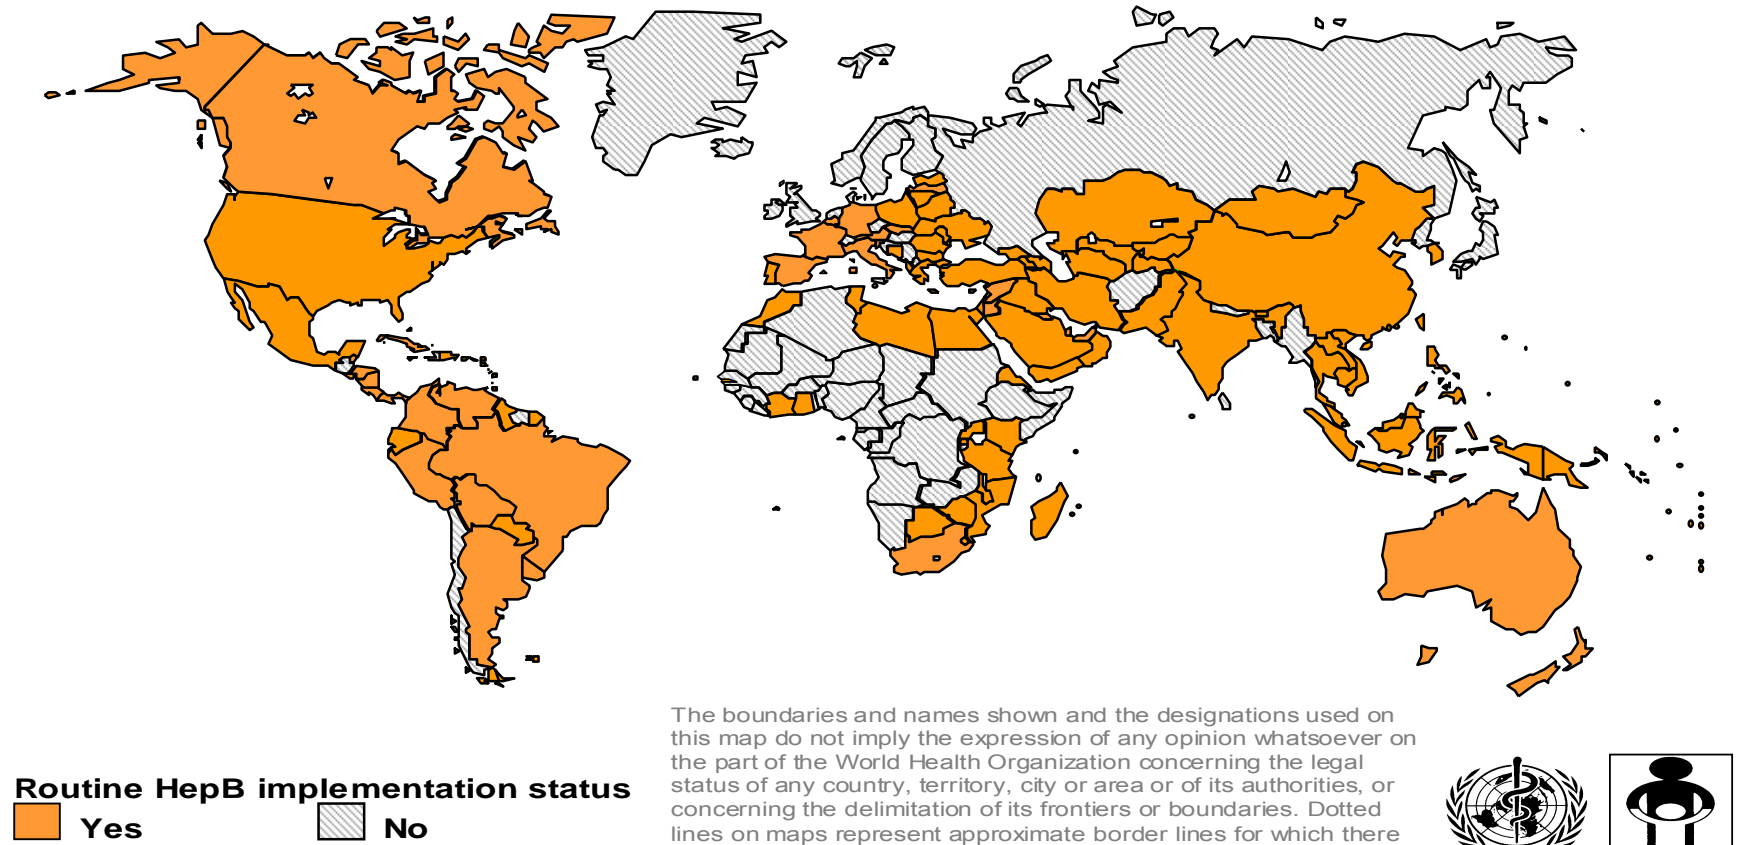 The boundaries and names shown and the designations used on
this map do not imply the expression of any opinion whatsoever on
the part of the World Health Organization concerning the legal
status of any country, territory, city or area or of its authorities, or
concerning the delimitation of its frontiers or boundaries. Dotted
lines on maps represent approximate border lines for which there
Routine HepB implementation status
Yes
No